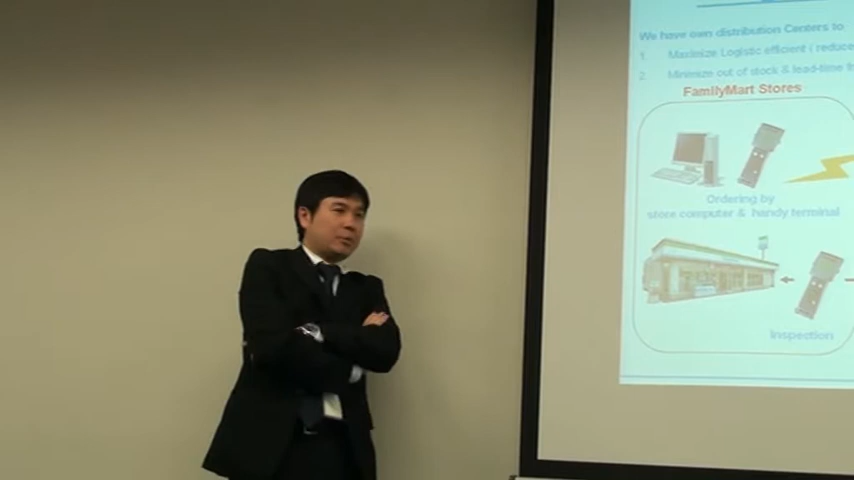 We have own distribution Centers to
1 Maximize Logistic efficient ( reduce
2 Minimize out of stock & lead-time
FamilyMart Stores
Ordering by
store computer & handy terminal
Inspection